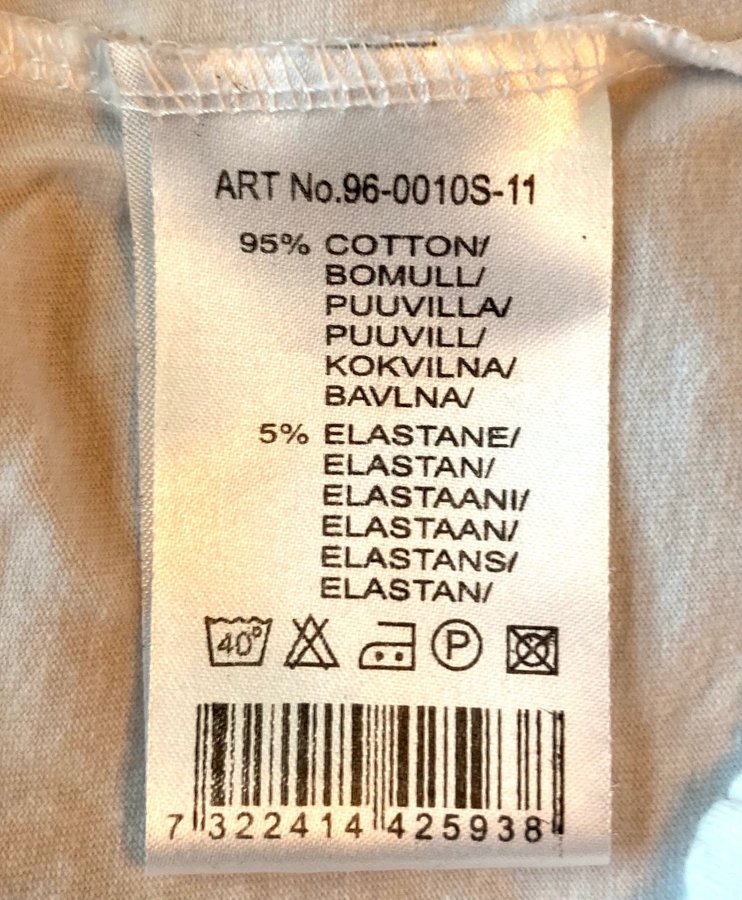 ART No.96-0010S-11
95% COTTON/
BOMULL/
PUUVILLA/
PUUVILL/
KOKVILNA/
BAVLNA/
5% ELASTANE/
ELASTAN/
ELASTAANI/
ELASTAAN/
ELASTANS/
ELASTAN/
40° P
7 322414 425938